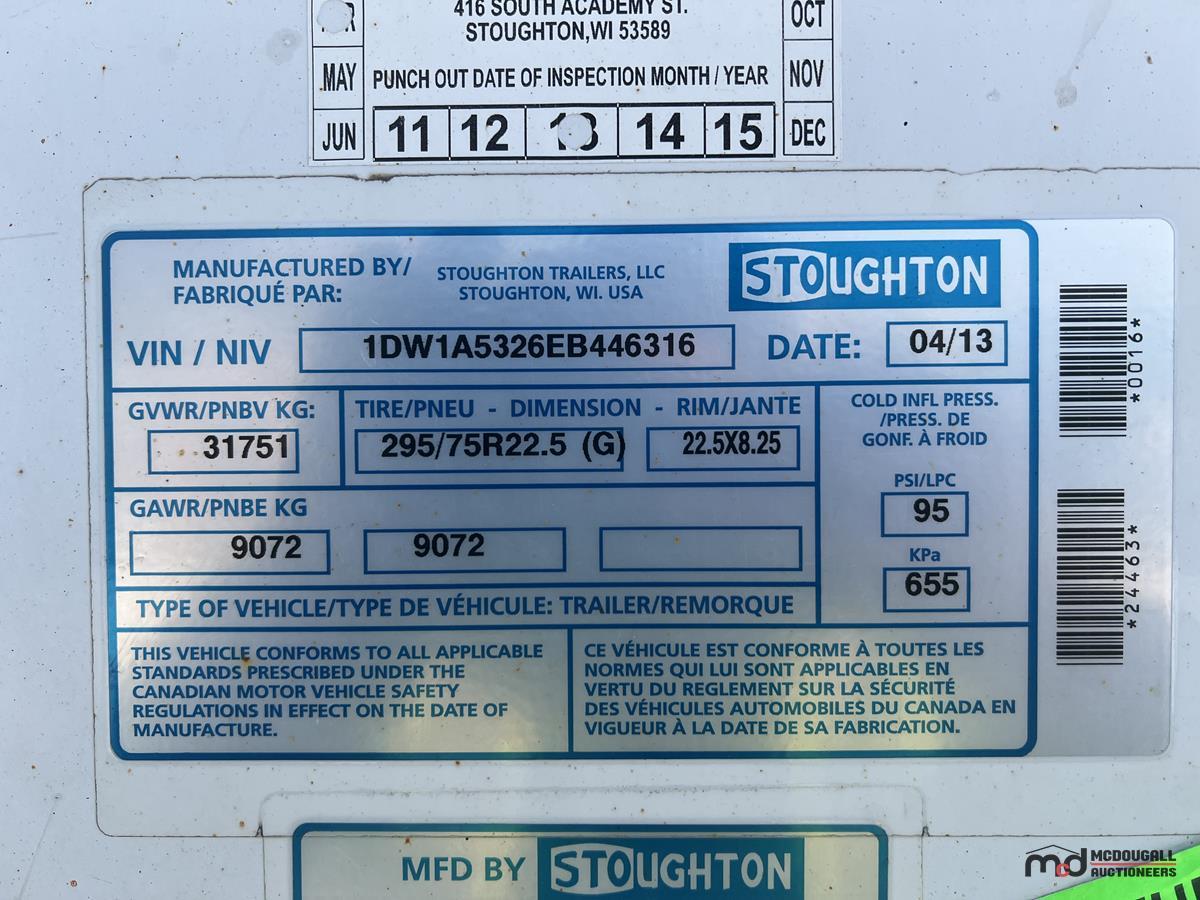 416 SOUTH ACADEMY ST.
STOUGHTON, WI 53589
OCT
MAY
PUNCH OUT DATE OF INSPECTION MONTH / YEAR
NOV
JUN
11 12 13 14 15
DEC
MANUFACTURED BY/
FABRIQUÉ PAR:
STOUGHTON TRAILERS, LLC
STOUGHTON, WI. USA
STOUGHTON
VIN / NIV
1DW1A5326EB446316
DATE:
04/13
GVWR/PNBV KG:
31751
TIRE/PNEU - DIMENSION - RIM/JANTE
295/75R22.5 (G)
22.5X8.25
COLD INFL PRESS.
/PRESS. DE
GONF. À FROID
PSI/LPC
95
KPa
655
GAWR/PNBE KG
9072
9072
TYPE OF VEHICLE/TYPE DE VÉHICULE: TRAILER/REMORQUE
THIS VEHICLE CONFORMS TO ALL APPLICABLE
STANDARDS PRESCRIBED UNDER THE
CANADIAN MOTOR VEHICLE SAFETY
REGULATIONS IN EFFECT ON THE DATE OF
MANUFACTURE.
CE VÉHICULE EST CONFORME À TOUTES LES
NORMES QUI LUI SONT APPLICABLES EN
VERTU DU REGLEMENT SUR LA SÉCURITÉ
DES VÉHICULES AUTOMOBILES DU CANADA EN
VIGUEUR À LA DATE DE SA FABRICATION.
*0016*
*24463*
MFD BY STOUGHTON
mcd MCDOUGALL
AUCTIONEERS